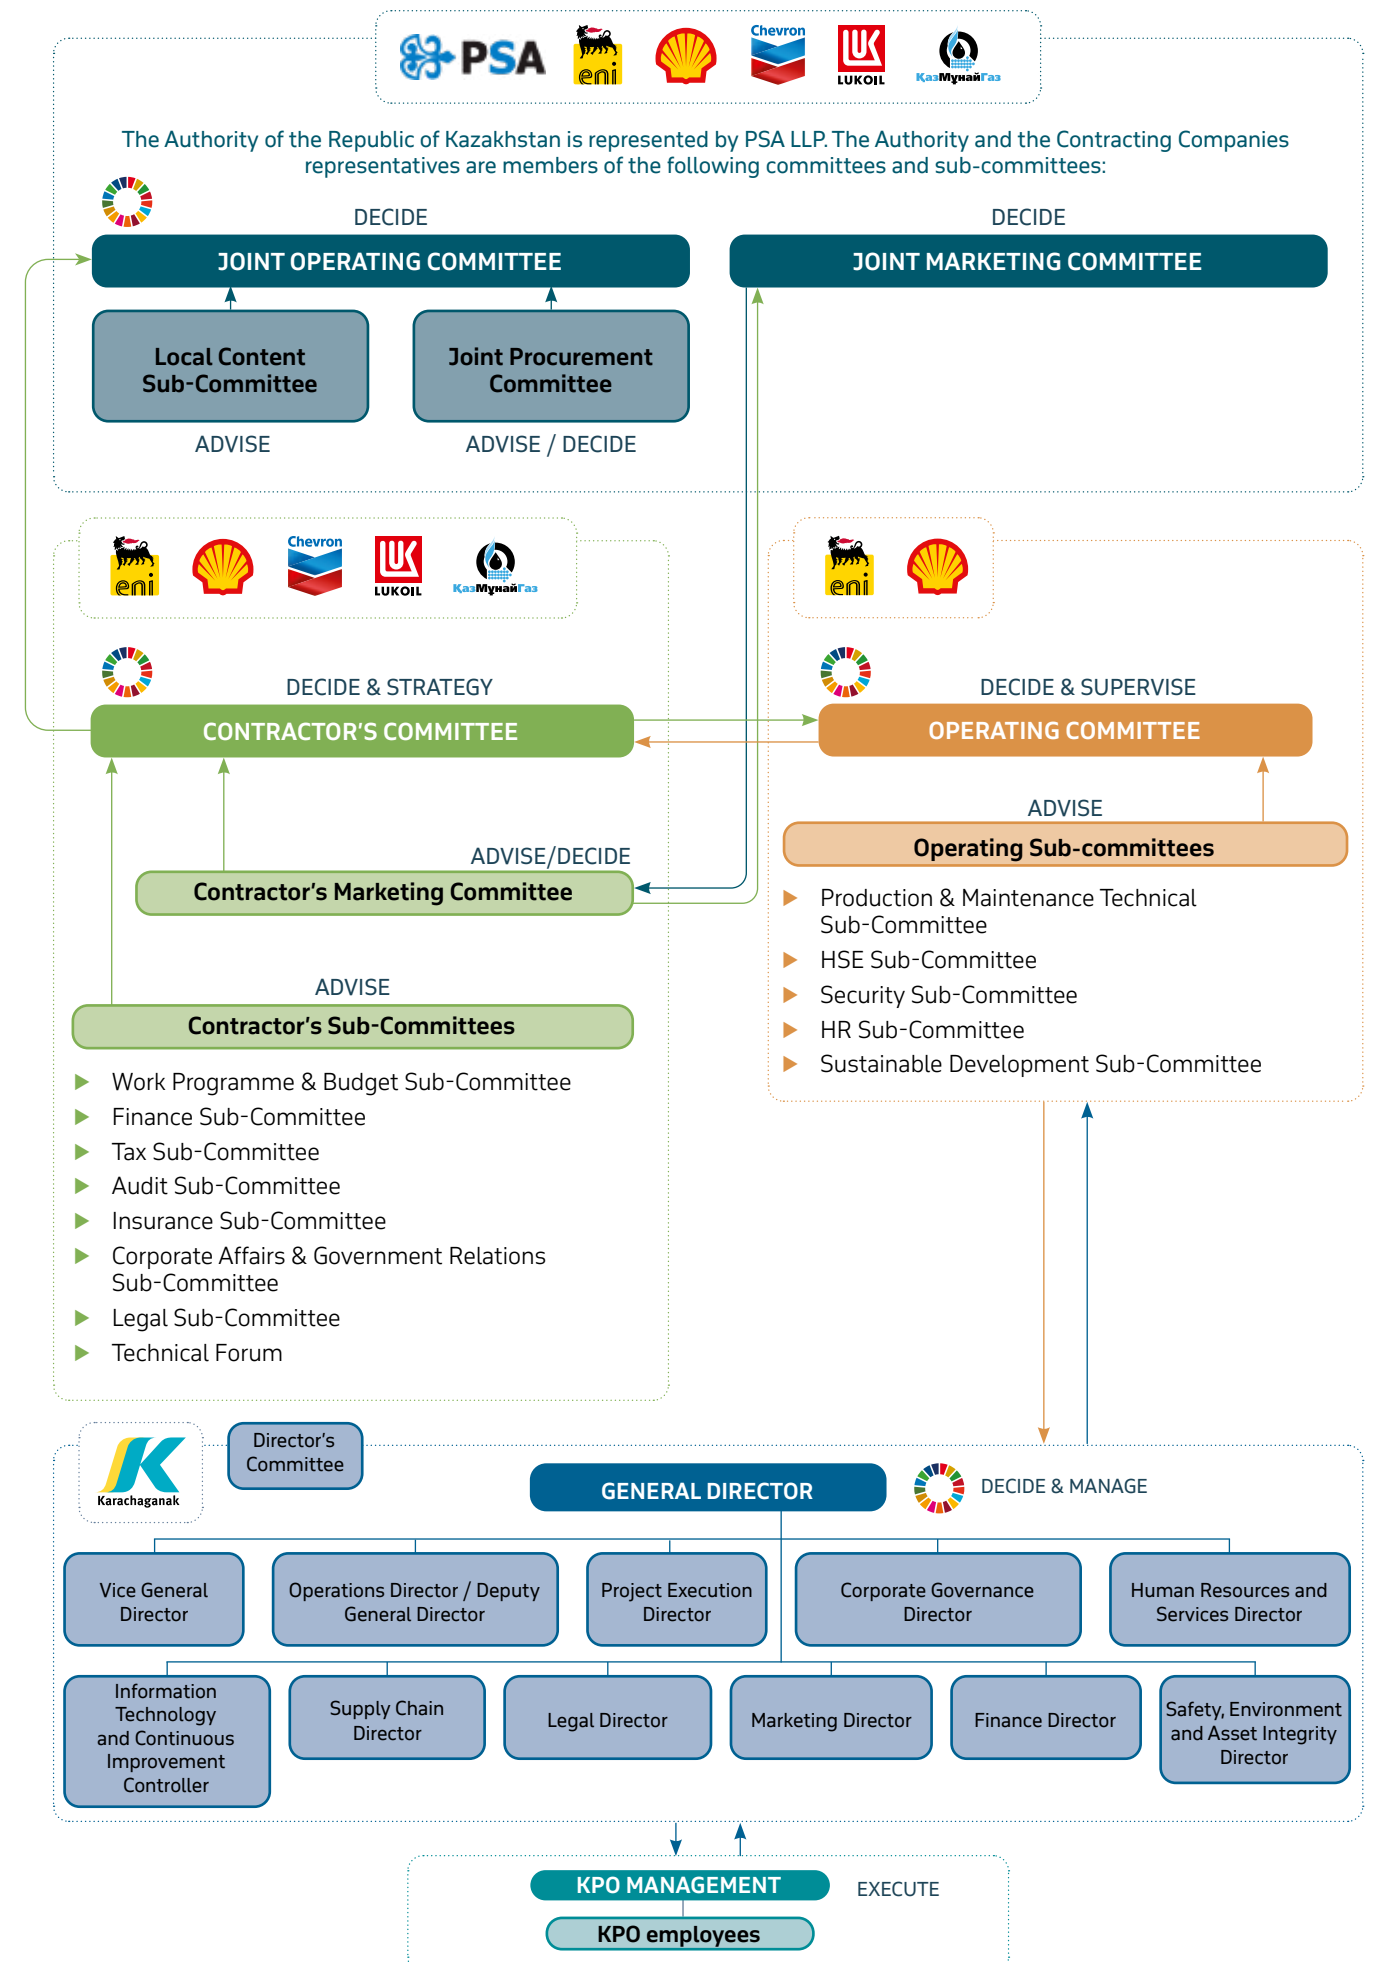 PSA
eni
Chevron
LUKOIL
ҚазМұнайГаз
The Authority of the Republic of Kazakhstan is represented by PSA LLP. The Authority and the Contracting Companies
representatives are members of the following committees and sub-committees:
DECIDE
JOINT OPERATING COMMITTEE
DECIDE
JOINT MARKETING COMMITTEE
Local Content
Sub-Committee
ADVISE
Joint Procurement
Committee
ADVISE / DECIDE
eni
Chevron
LUKOIL
ҚазМұнайГаз
DECIDE & STRATEGY
CONTRACTOR'S COMMITTEE
ADVISE/DECIDE
Contractor's Marketing Committee
ADVISE
Contractor's Sub-Committees
Work Programme & Budget Sub-Committee
Finance Sub-Committee
Tax Sub-Committee
Audit Sub-Committee
Insurance Sub-Committee
Corporate Affairs & Government Relations
Sub-Committee
Legal Sub-Committee
Technical Forum
eni
DECIDE & SUPERVISE
OPERATING COMMITTEE
ADVISE
Operating Sub-committees
Production & Maintenance Technical
Sub-Committee
HSE Sub-Committee
Security Sub-Committee
HR Sub-Committee
Sustainable Development Sub-Committee
Karachaganak
Director's
Committee
GENERAL DIRECTOR
DECIDE & MANAGE
Vice General
Director
Operations Director / Deputy
General Director
Project Execution
Director
Corporate Governance
Director
Human Resources and
Services Director
Information
Technology
and Continuous
Improvement
Controller
Supply Chain
Director
Legal Director
Marketing Director
Finance Director
Safety, Environment
and Asset Integrity
Director
KPO MANAGEMENT
EXECUTE
KPO employees